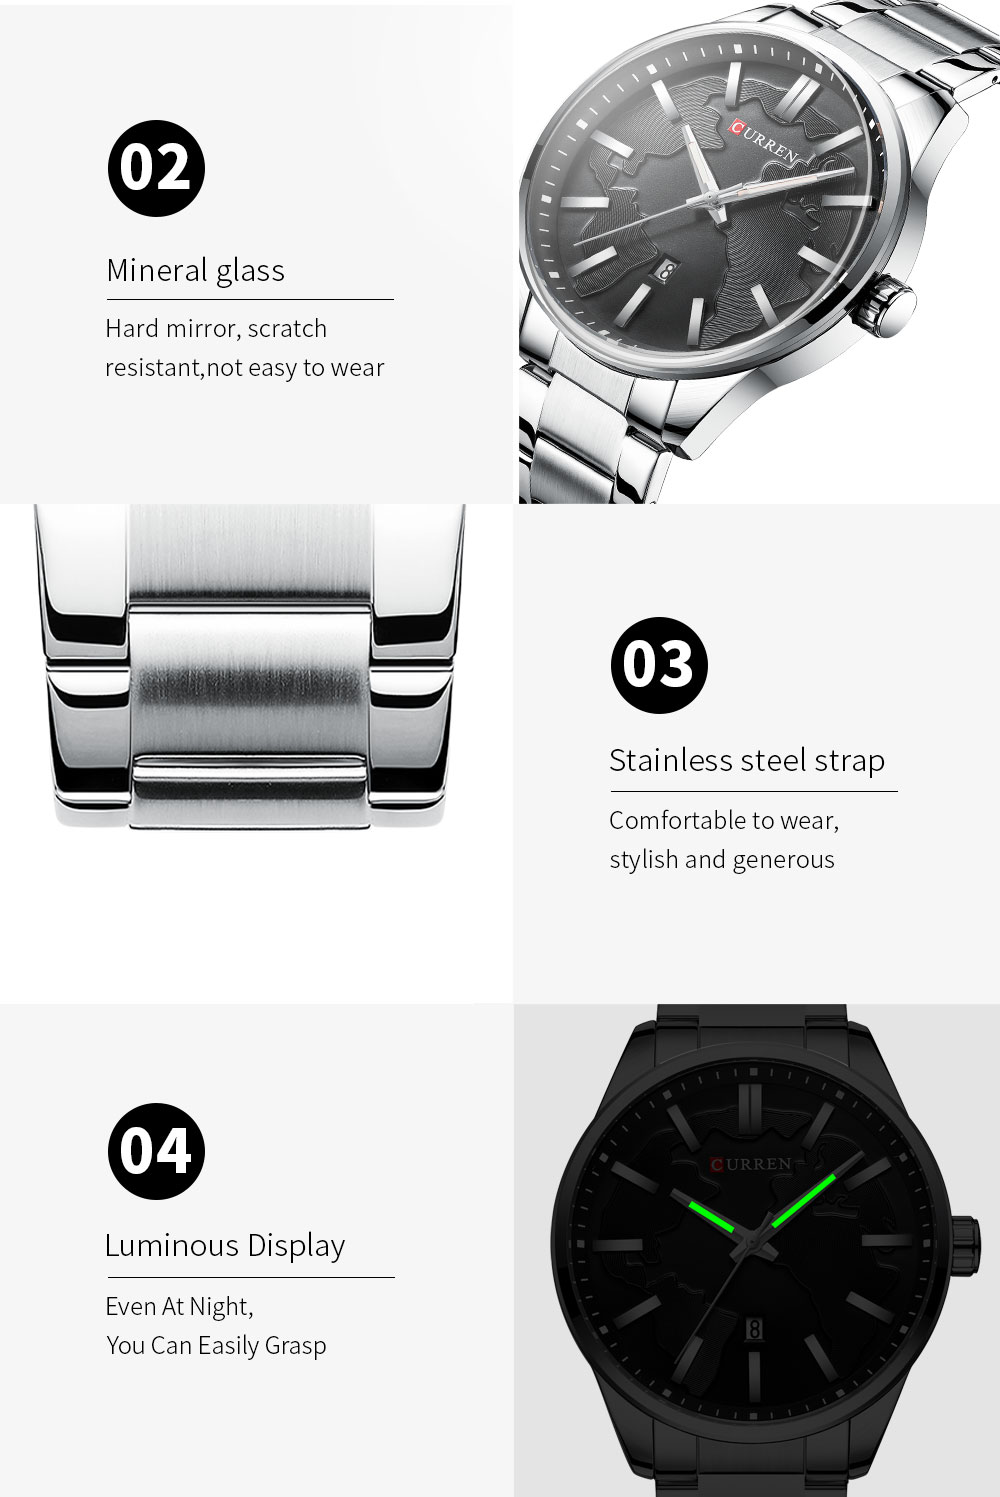 02
Mineral glass
Hard mirror, scratch
resistant,not easy to wear
CURREN
8
03
Stainless steel strap
Comfortable to wear,
stylish and generous
04
Luminous Display
Even At Night,
You Can Easily Grasp
CURREN
8